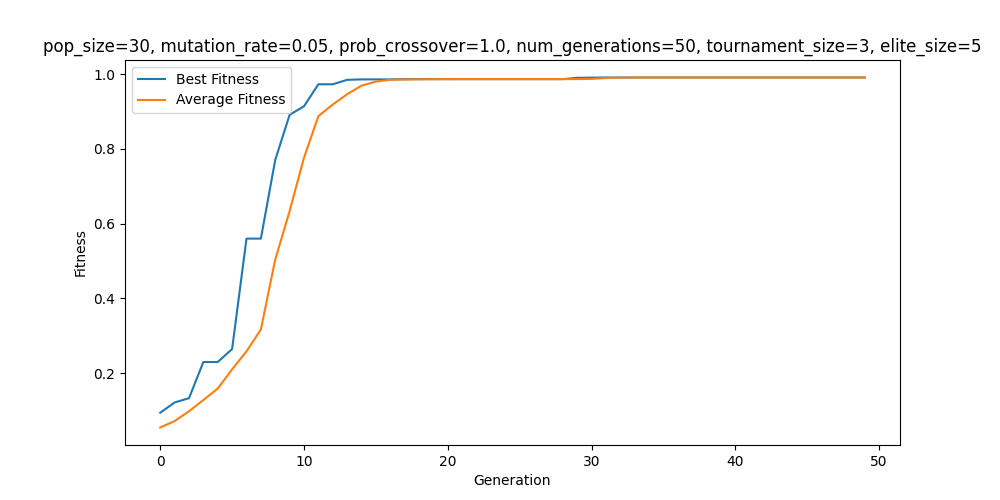 pop_size=30, mutation_rate=0.05, prob_crossover=1.0, num_generations=50, tournament_size=3, elite_size=5
Best Fitness
Average Fitness
1.0
0.8
0.6
0.4
0.2
Fitness
0 10 20 30 40 50
Generation